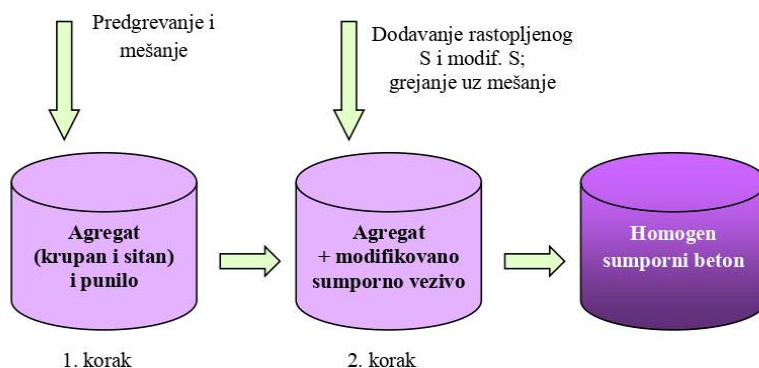 Predgrevanje i
mešanje
Dodavanje rastopljenog
S i modif. S;
grejanje uz mešanje
Agregat
(krupan i sitan)
i punilo
Agregat
+ modifikovano
sumporno vezivo
Homogen
sumporni beton
1. korak
2. korak